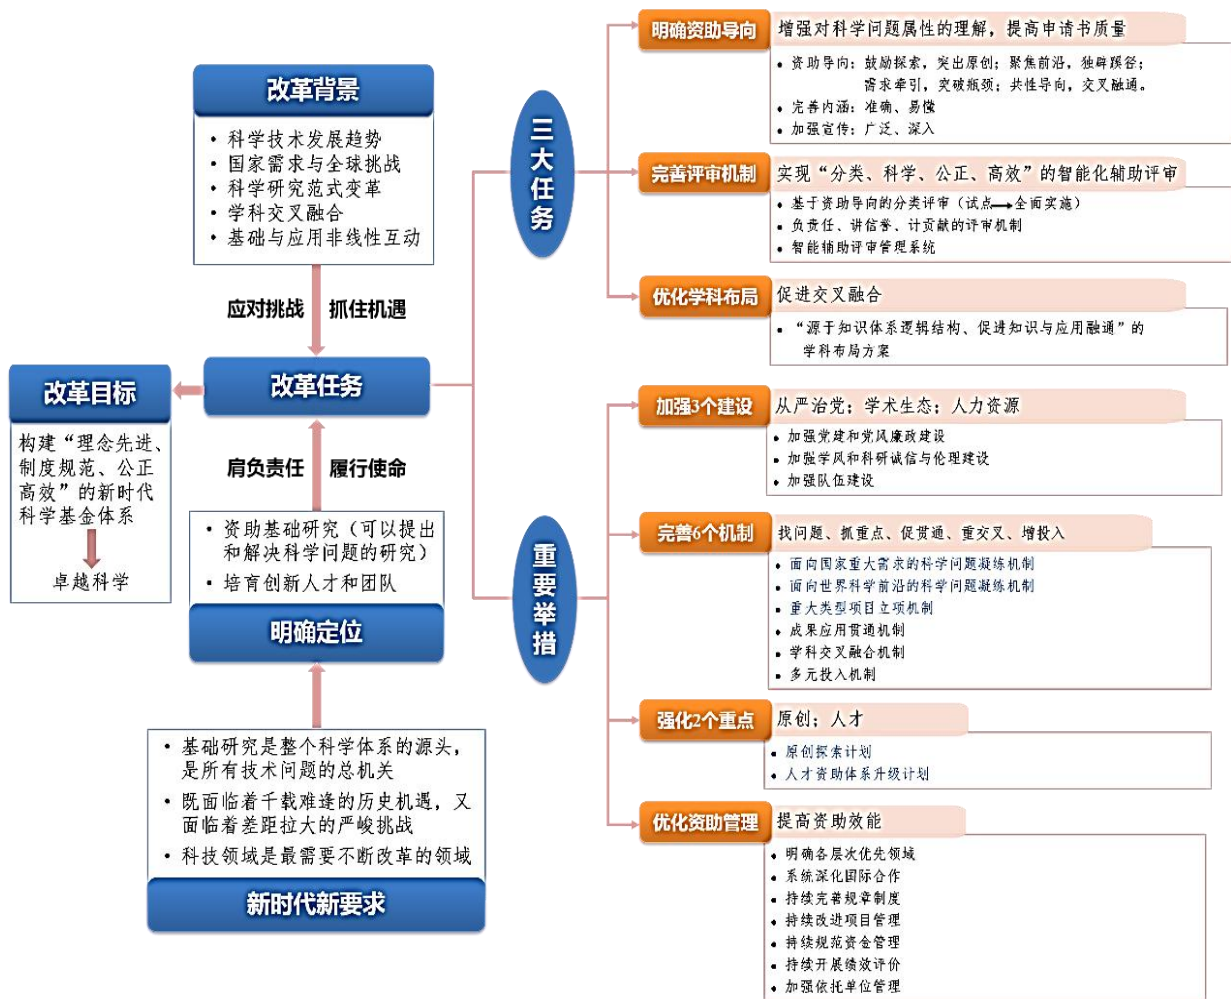 改革背景
• 科学技术发展趋势
• 国家需求与全球挑战
• 科学研究范式变革
• 学科交叉融合
• 基础与应用非线性互动
应对挑战 抓住机遇
改革任务
改革目标
构建“理念先进、
制度规范、公正
高效”的新时代
科学基金体系
卓越科学
肩负责任 履行使命
• 资助基础研究（可以提出
和解决科学问题的研究）
• 培育创新人才和团队
明确定位
• 基础研究是整个科学体系的源头，
是所有技术问题的总机关
• 既面临着千载难逢的历史机遇，又
面临着差距拉大的严峻挑战
• 科技领域是最需要不断改革的领域
新时代新要求
三大任务
明确资助导向
增强对科学问题属性的理解，提高申请书质量
• 资助导向：鼓励探索，突出原创；聚焦前沿，独辟蹊径；
需求牵引，突破瓶颈；共性导向，交叉融通。
• 完善内涵：准确、易懂
• 加强宣传：广泛、深入
完善评审机制
实现“分类、科学、公正、高效”的智能化辅助评审
• 基于资助导向的分类评审（试点→全面实施）
• 负责任、讲信誉、计贡献的评审机制
• 智能辅助评审管理系统
优化学科布局
促进交叉融合
• “源于知识体系逻辑结构、促进知识与应用融通”的
学科布局方案
重要举措
加强3个建设
从严治党；学术生态；人力资源
• 加强党建和党风廉政建设
• 加强学风和科研诚信与伦理建设
• 加强队伍建设
完善6个机制
找问题、抓重点、促贯通、重交叉、增投入
• 面向国家重大需求的科学问题凝练机制
• 面向世界科学前沿的科学问题凝练机制
• 重大类型项目立项机制
• 成果应用贯通机制
• 学科交叉融合机制
• 多元投入机制
强化2个重点
原创；人才
• 原创探索计划
• 人才资助体系升级计划
优化资助管理
提高资助效能
• 明确各层次优先领域
• 系统深化国际合作
• 持续完善规章制度
• 持续改进项目管理
• 持续规范资金管理
• 持续开展绩效评价
• 加强依托单位管理